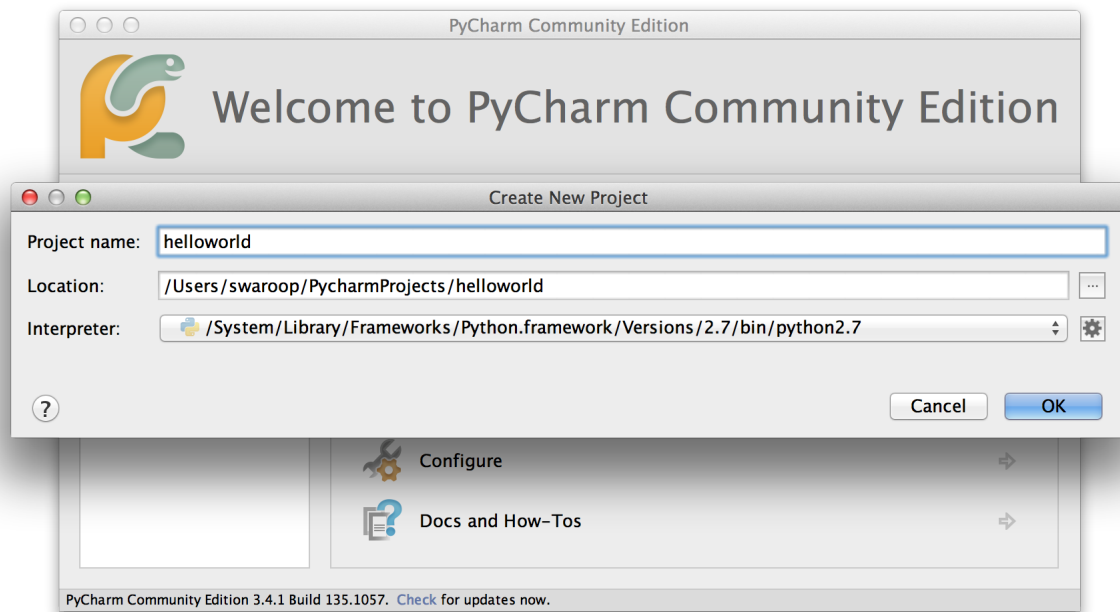 PyCharm Community Edition
Welcome to PyCharm Community Edition
Create New Project
Project name: helloworld
Location: /Users/swaroop/PycharmProjects/helloworld ...
Interpreter: /System/Library/Frameworks/Python.framework/Versions/2.7/bin/python2.7
? Cancel OK
Configure
Docs and How-Tos
PyCharm Community Edition 3.4.1 Build 135.1057. Check for updates now.